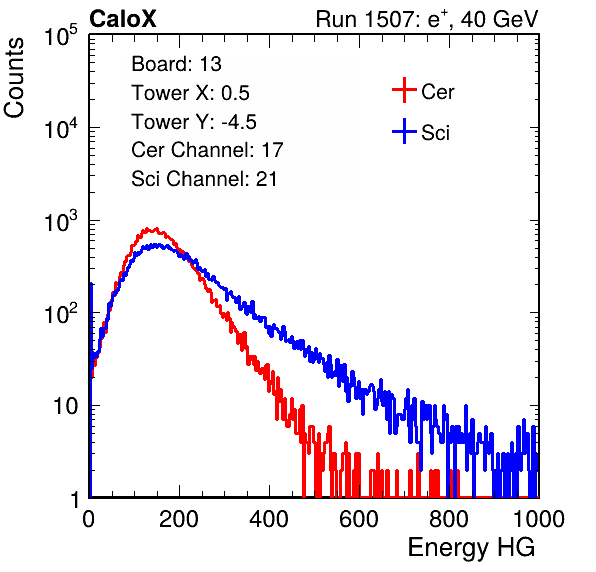 CaloX Run 1507: e⁺, 40 GeV
Counts
Board: 13
Tower X: 0.5
Tower Y: -4.5
Cer Channel: 17
Sci Channel: 21
Cer
Sci
10⁵
10⁴
10³
10²
10
1
0 200 400 600 800 1000
Energy HG